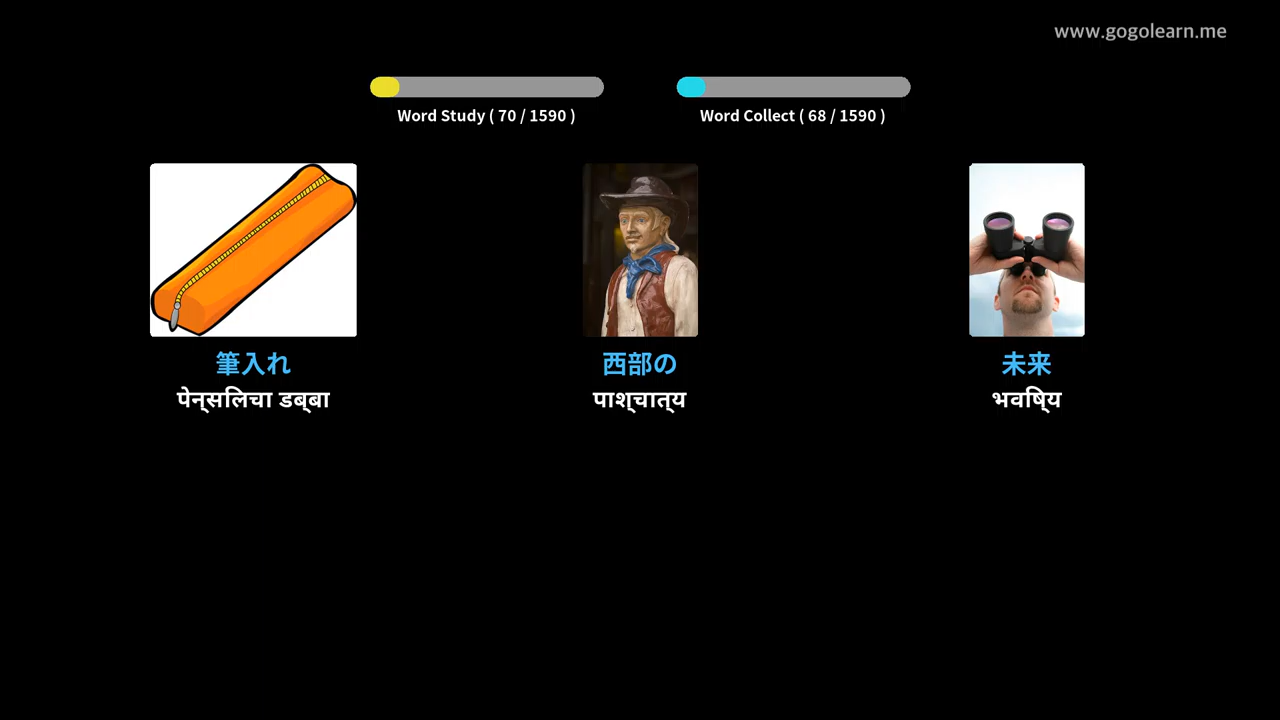 www.gogolearn.me
Word Study ( 70 / 1590 )
Word Collect ( 68 / 1590 )
筆入れ
पेन्सलिचा डब्बा
西部の
पाश्चात्य
未来
भवष्यि